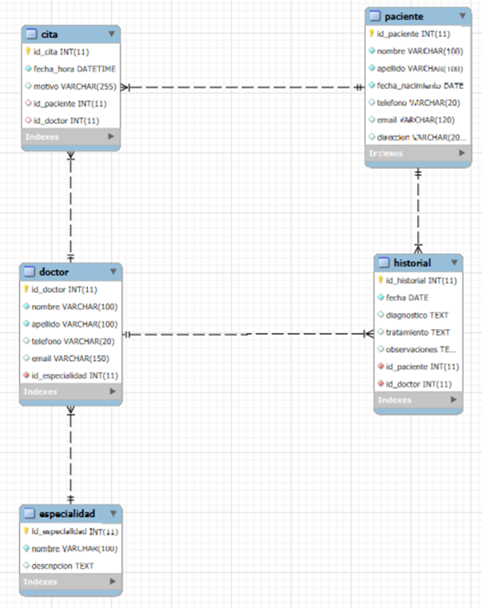 cita
id_cita INT(11)
fecha_hora DATETIME
motivo VARCHAR(255)
id_paciente INT(11)
id_doctor INT(11)
Indexes
paciente
id_paciente INT(11)
nombre VARCHAR(100)
apellido VARCHAR(100)
fecha_nacimiento DATE
telefono VARCHAR(20)
email VARCHAR(120)
direccion VARCHAR(20...
Indexes
doctor
id_doctor INT(11)
nombre VARCHAR(100)
apellido VARCHAR(100)
telefono VARCHAR(20)
email VARCHAR(150)
id_especialidad INT(11)
Indexes
historial
id_historial INT(11)
fecha DATE
diagnostico TEXT
tratamiento TEXT
observaciones TE...
id_paciente INT(11)
id_doctor INT(11)
Indexes
especialidad
id_especialidad INT(11)
nombre VARCHAR(100)
descripcion TEXT
Indexes